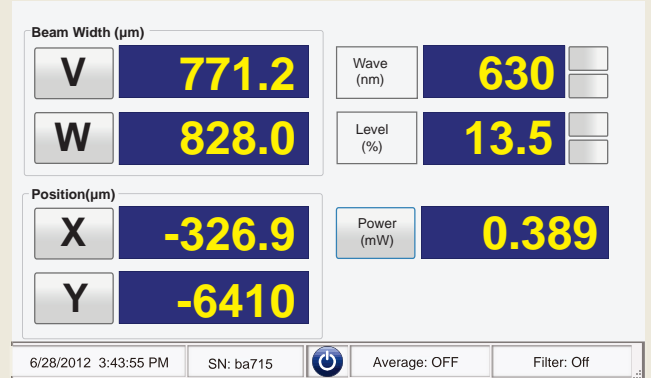 Beam Width (μm)
V 771.2
W 828.0
Wave
(nm)
630
Level
(%)
13.5
Position(μm)
X -326.9
Y -6410
Power
(mW)
0.389
6/28/2012 3:43:55 PM SN: ba715 Average: OFF Filter: Off